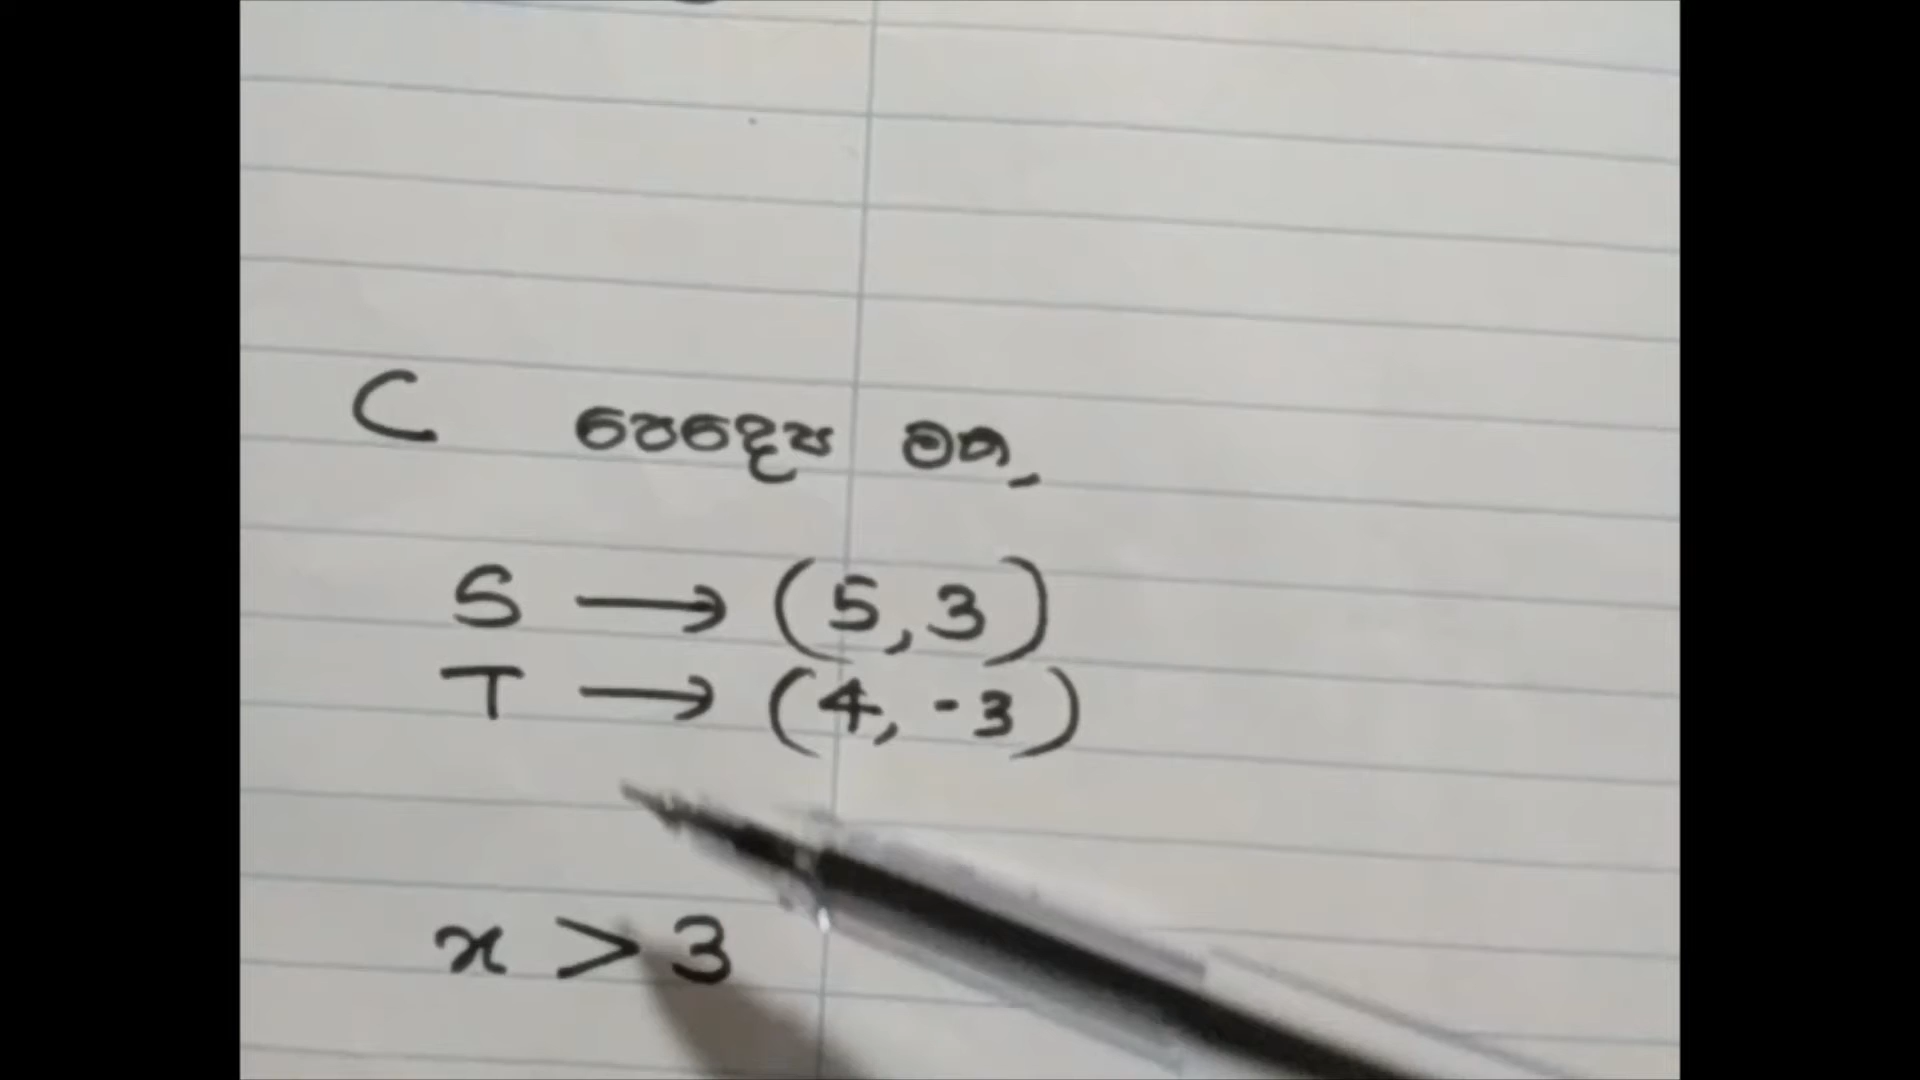 C පෙදෙස මත,
S → (5, 3)
T → (4, -3)
x > 3